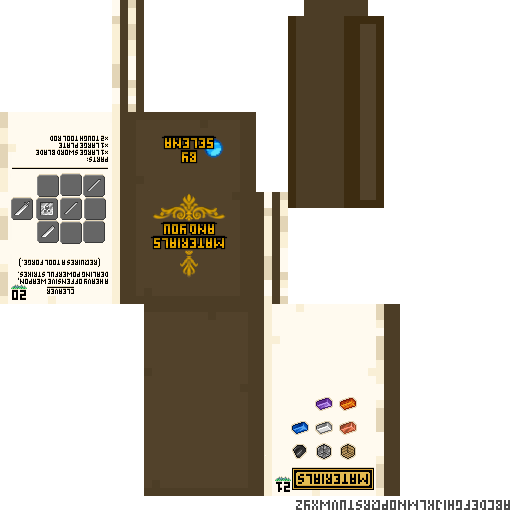 MATERIALS
AND YOU
BY
SELEMA
20
CLEAVER
A HEAVY OFFENSIVE WEAPON,
DEALING POWERFUL STRIKES.
(REQUIRES A TOOL FORGE.)
PARTS:
×1 LARGE SWORD BLADE
×1 LARGE PLATE
×2 TOUGH TOOL ROD
MATERIALS
21
ABCDEFGHIJKLMNOPQRSTUVWXYZ